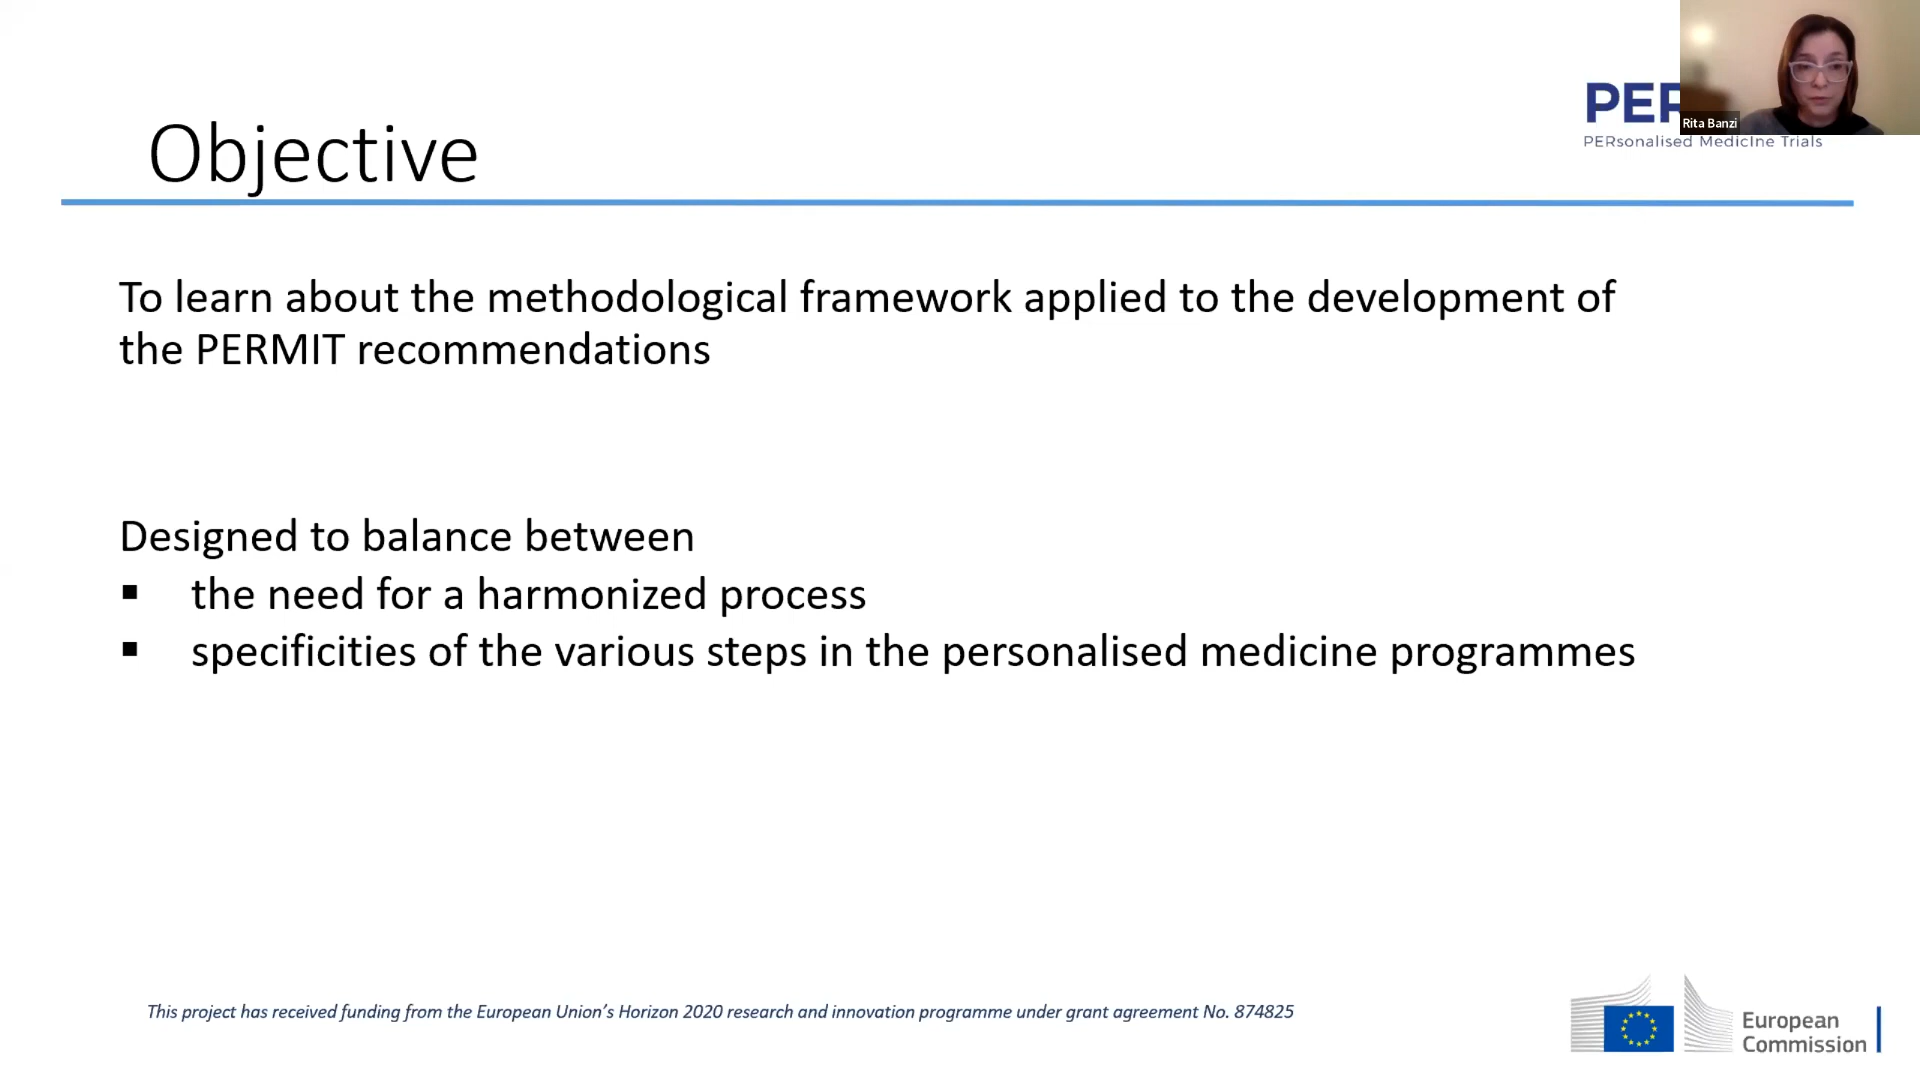 Objective
PER
Rita Banzi
PERsonalised MedicIne Trials
To learn about the methodological framework applied to the development of
the PERMIT recommendations
Designed to balance between
▪ the need for a harmonized process
▪ specificities of the various steps in the personalised medicine programmes
This project has received funding from the European Union’s Horizon 2020 research and innovation programme under grant agreement No. 874825
European
Commission